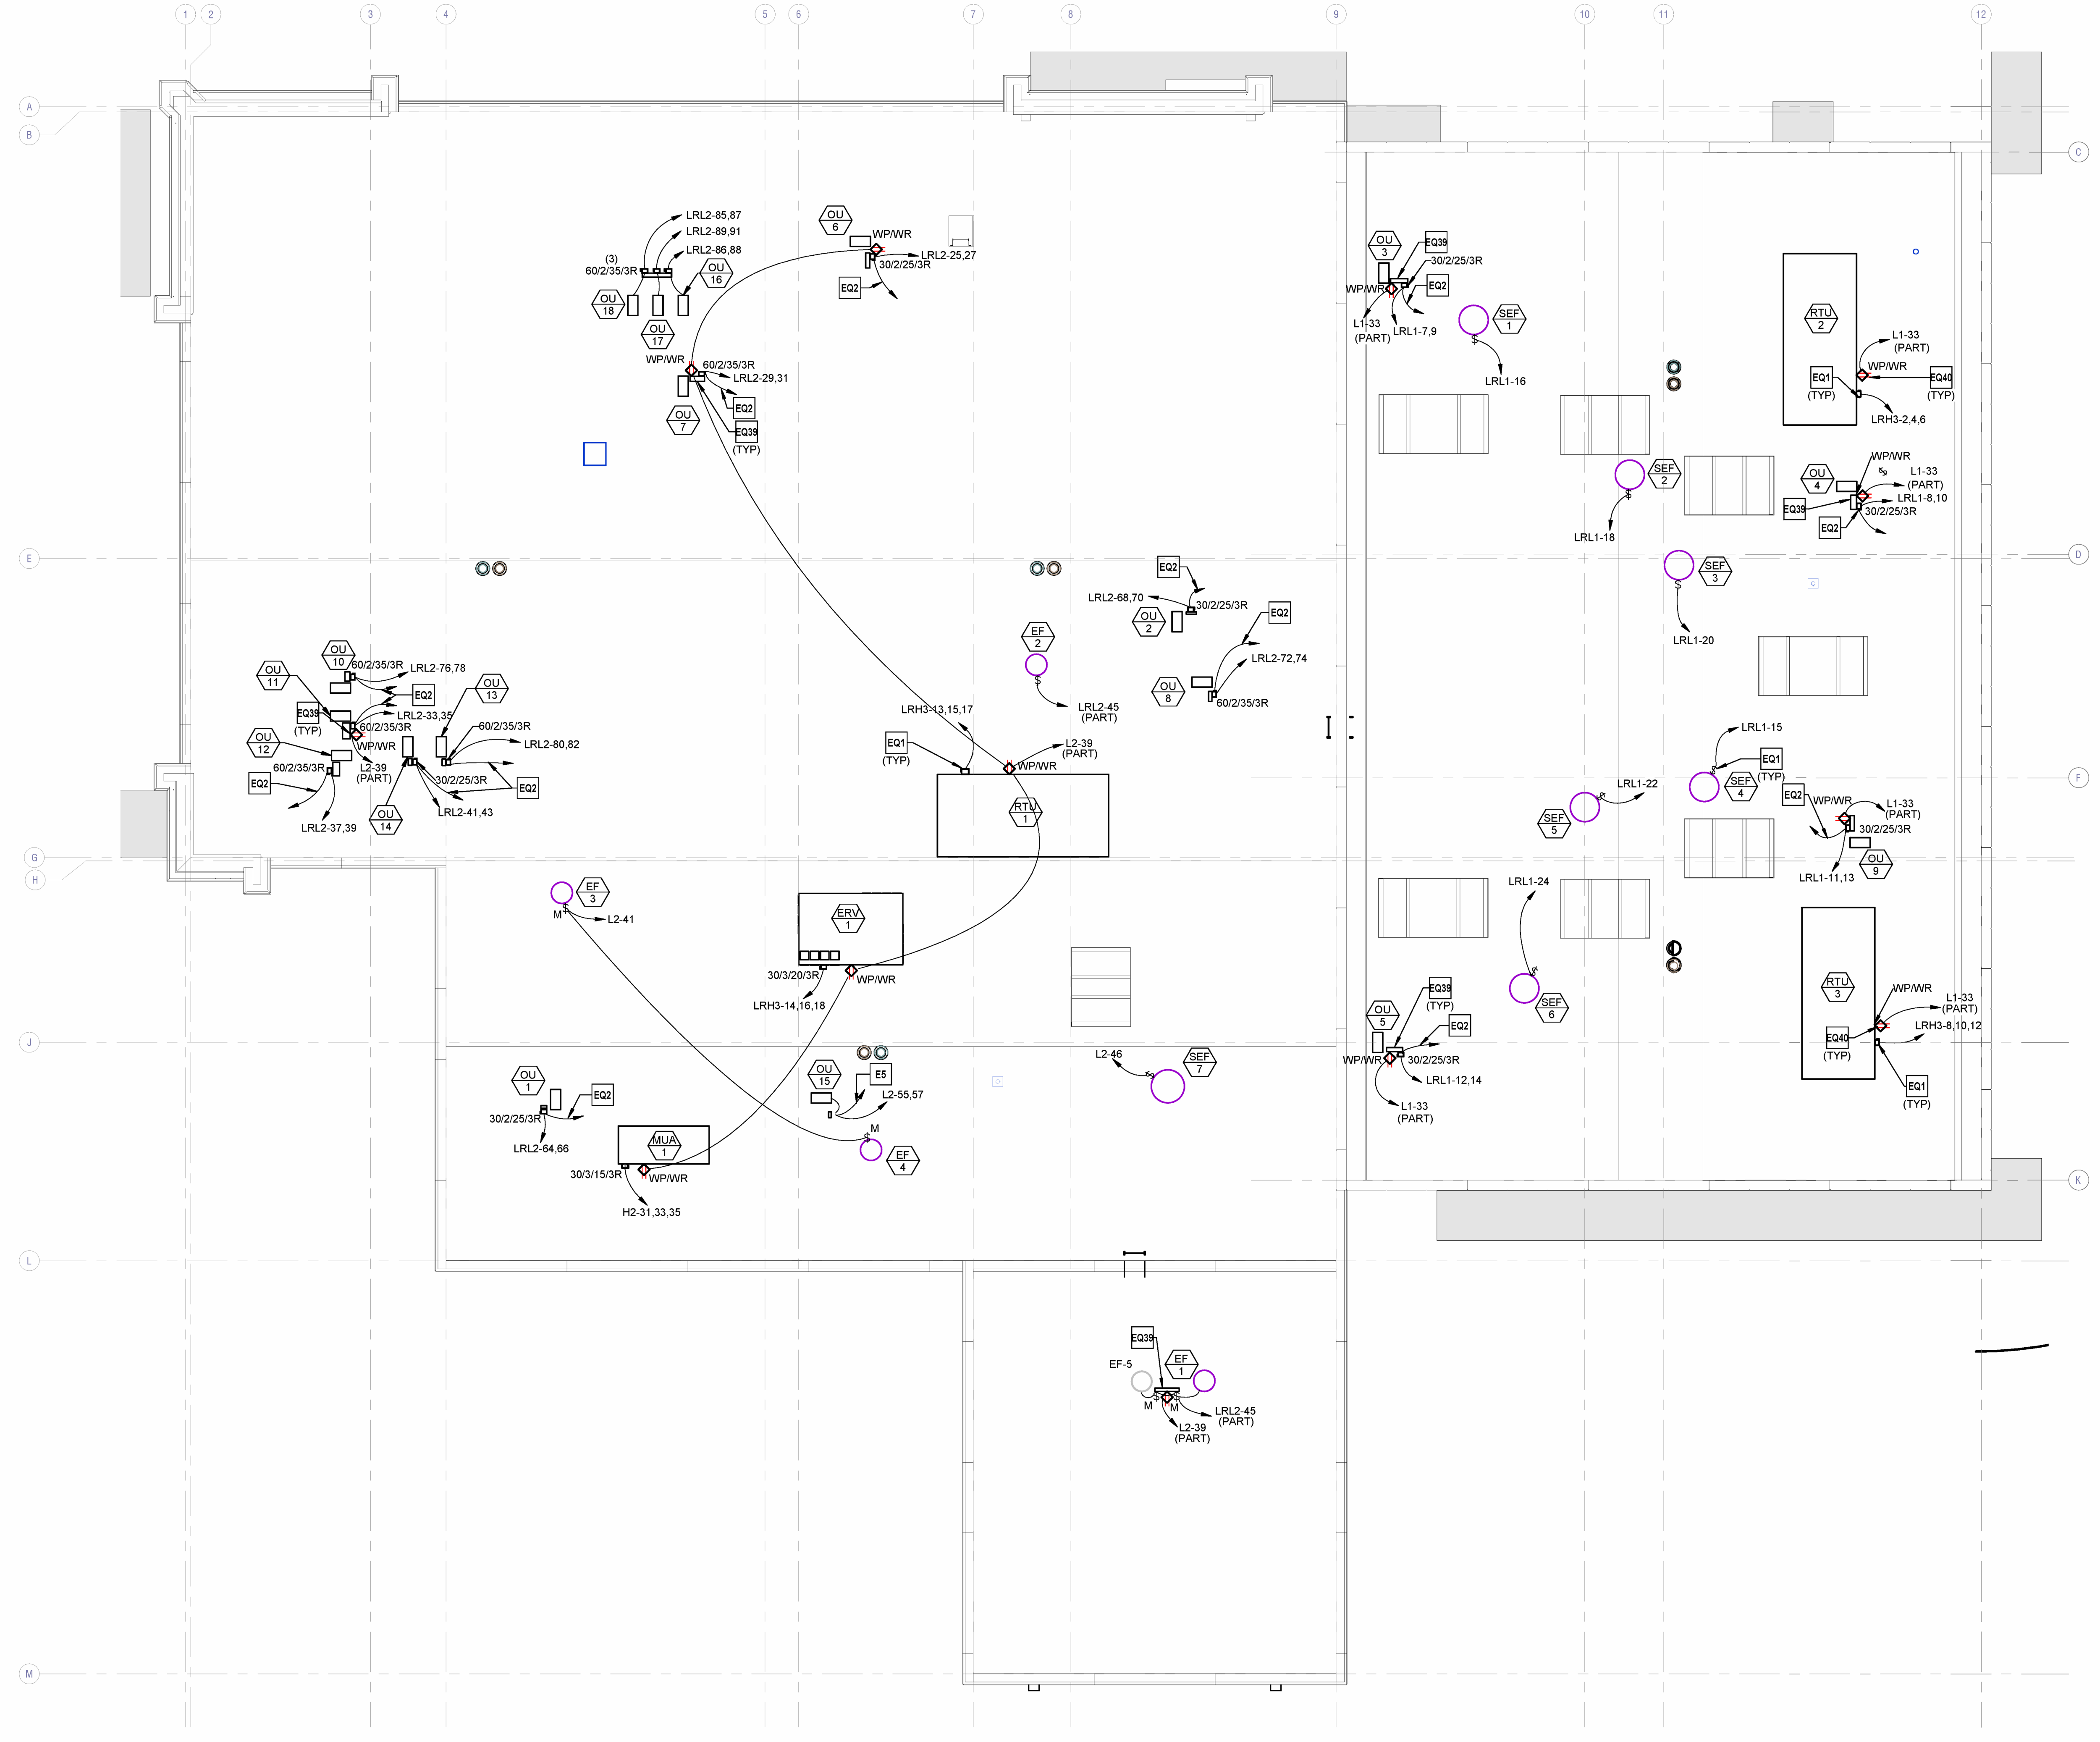 1
2
3
4
5
6
7
8
9
10
11
12
A
B
C
LRL2-85,87
LRL2-89,91
LRL2-86,88
(3)
60/2/35/3R
OU
16
OU
18
OU
17
OU
6
WP/WR
LRL2-25,27
30/2/25/3R
EQ2
WP/WR
60/2/35/3R
LRL2-29,31
EQ2
OU
7
EQ39
(TYP)
OU
3
EQ39
30/2/25/3R
WP/WR
EQ2
L1-33
(PART)
LRL1-7,9
SEF
1
LRL1-16
RTU
2
L1-33
(PART)
WP/WR
EQ1
(TYP)
EQ40
(TYP)
LRH3-2,4,6
SEF
2
LRL1-18
WP/WR
OU
4
L1-33
(PART)
LRL1-8,10
EQ39
30/2/25/3R
EQ2
E
D
SEF
3
LRL1-20
EQ2
LRL2-68,70
30/2/25/3R
OU
2
EQ2
EF
2
LRL2-72,74
OU
8
60/2/35/3R
LRL2-45
(PART)
OU
10
60/2/35/3R
LRL2-76,78
OU
11
EQ2
OU
13
EQ39
(TYP)
LRL2-33,35
60/2/35/3R
60/2/35/3R
WP/WR
OU
12
LRL2-80,82
L2-39
(PART)
60/2/35/3R
EQ2
30/2/25/3R
EQ2
LRL2-41,43
OU
14
LRL2-37,39
LRH3-13,15,17
EQ1
(TYP)
L2-39
(PART)
WP/WR
RTU
1
LRL1-15
EQ1
(TYP)
LRL1-22
SEF
4
SEF
5
F
EQ2
WP/WR
L1-33
(PART)
30/2/25/3R
OU
9
LRL1-11,13
G
H
EF
3
M
L2-41
ERV
1
30/3/20/3R
WP/WR
LRH3-14,16,18
LRL1-24
SEF
6
EQ39
(TYP)
OU
5
EQ2
WP/WR
30/2/25/3R
LRL1-12,14
L1-33
(PART)
RTU
3
WP/WR
L1-33
(PART)
LRH3-8,10,12
EQ40
(TYP)
EQ1
(TYP)
J
OU
1
EQ2
30/2/25/3R
LRL2-64,66
OU
15
E5
L2-55,57
L2-46
SEF
7
MUA
1
30/3/15/3R
WP/WR
H2-31,33,35
M
EF
4
K
L
EQ39
EF-5
EF
1
M
M
LRL2-45
(PART)
L2-39
(PART)
M